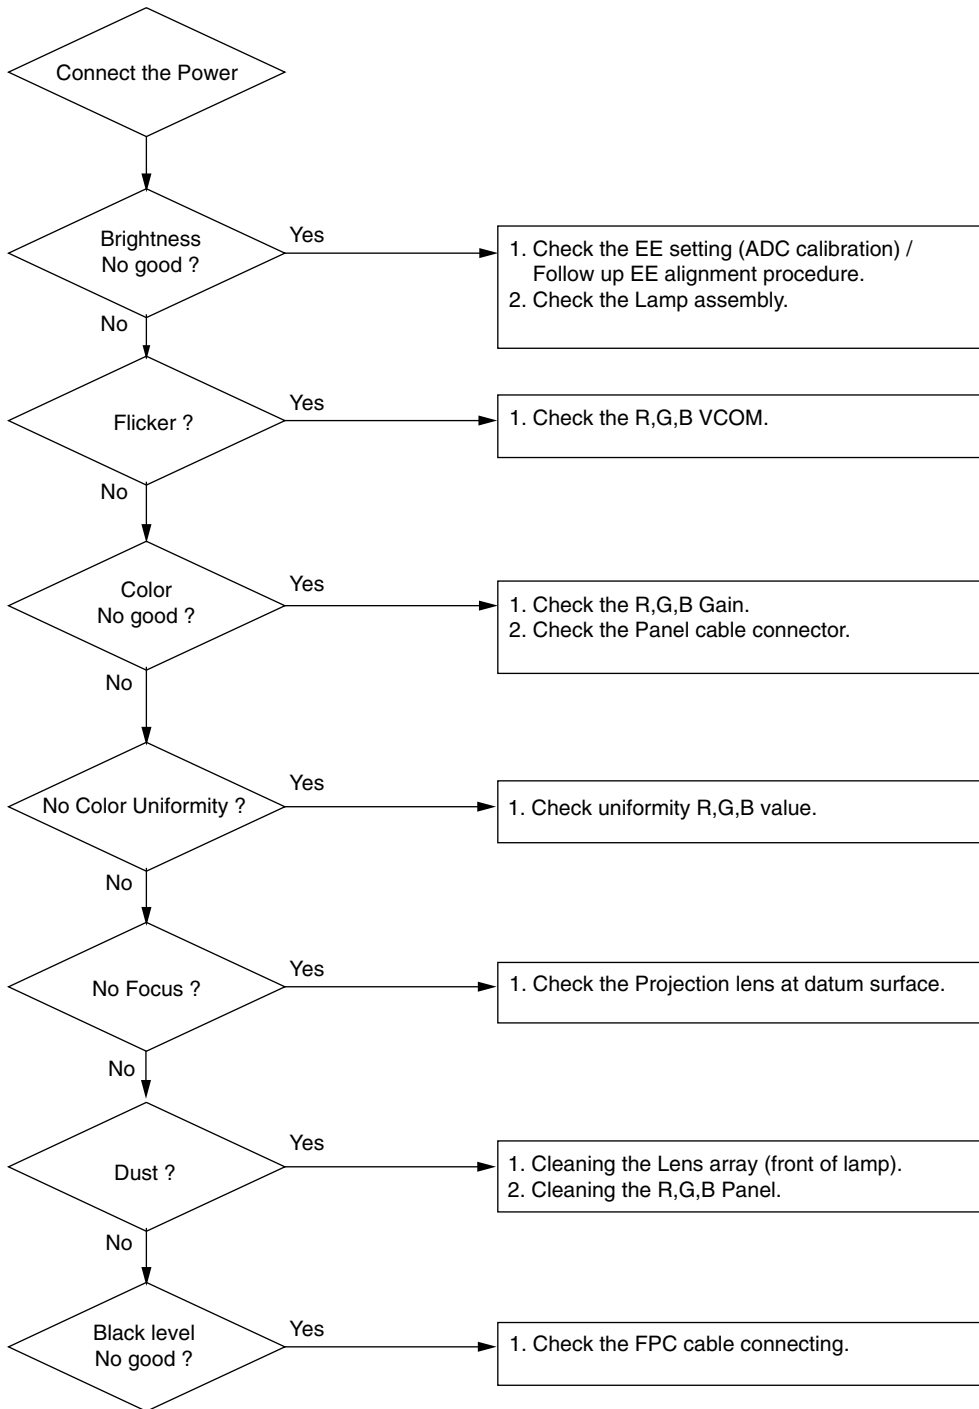 Connect the Power
Brightness
No good ?
Yes
1. Check the EE setting (ADC calibration) /
Follow up EE alignment procedure.
2. Check the Lamp assembly.
No
Flicker ?
Yes
1. Check the R,G,B VCOM.
No
Color
No good ?
Yes
1. Check the R,G,B Gain.
2. Check the Panel cable connector.
No
No Color Uniformity ?
Yes
1. Check uniformity R,G,B value.
No
No Focus ?
Yes
1. Check the Projection lens at datum surface.
No
Dust ?
Yes
1. Cleaning the Lens array (front of lamp).
2. Cleaning the R,G,B Panel.
No
Black level
No good ?
Yes
1. Check the FPC cable connecting.